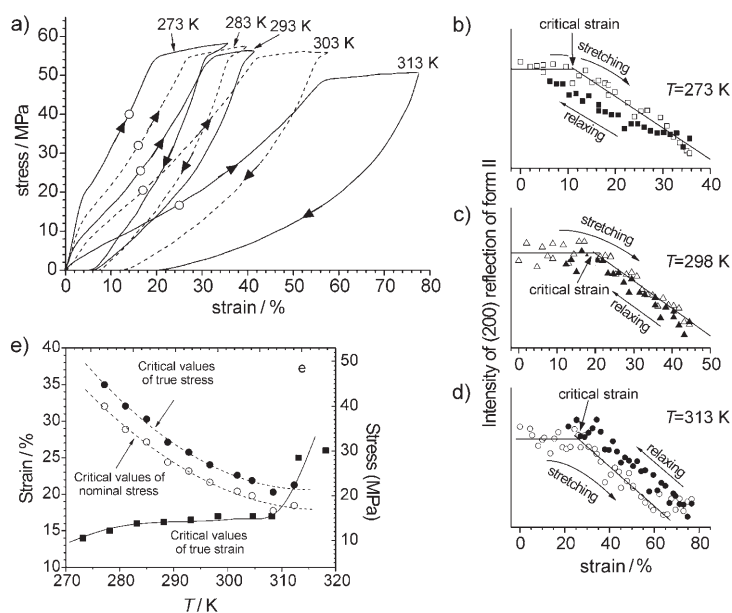 a)
273 K
283 K
293 K
303 K
313 K
60
50
40
30
20
10
0
stress / MPa
0 10 20 30 40 50 60 70 80
strain / %
b)
critical strain
stretching
T=273 K
relaxing
0 10 20 30 40
c)
stretching
T=298 K
critical strain
relaxing
0 10 20 30 40 50
Intensity of (200) reflection of form II
d)
critical strain
T=313 K
relaxing
stretching
0 20 40 60 80
strain / %
e)
e
40
35
30
25
20
15
10
Strain / %
Critical values
of true stress
Critical values of
nominal stress
Critical values
of true strain
50
40
30
20
10
Stress (MPa)
270 280 290 300 310 320
T / K